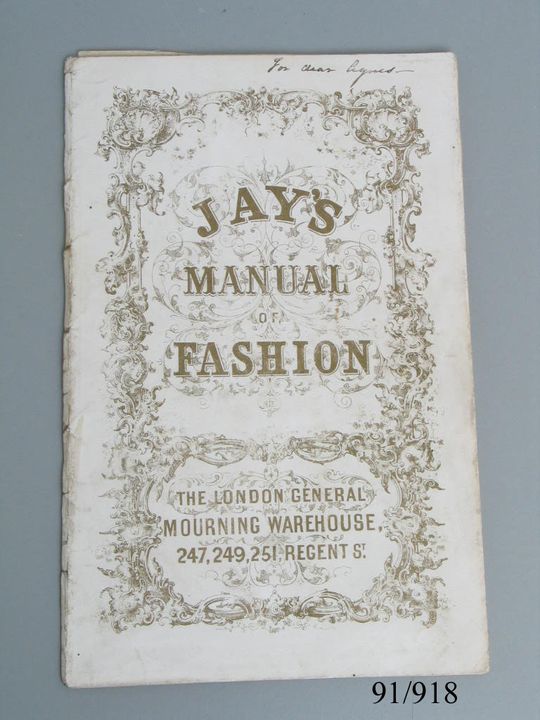 For dear Agnes—
JAY'S
MANUAL
OF
FASHION
THE LONDON GENERAL
MOURNING WAREHOUSE,
247, 249, 251, REGENT ST.
91/918